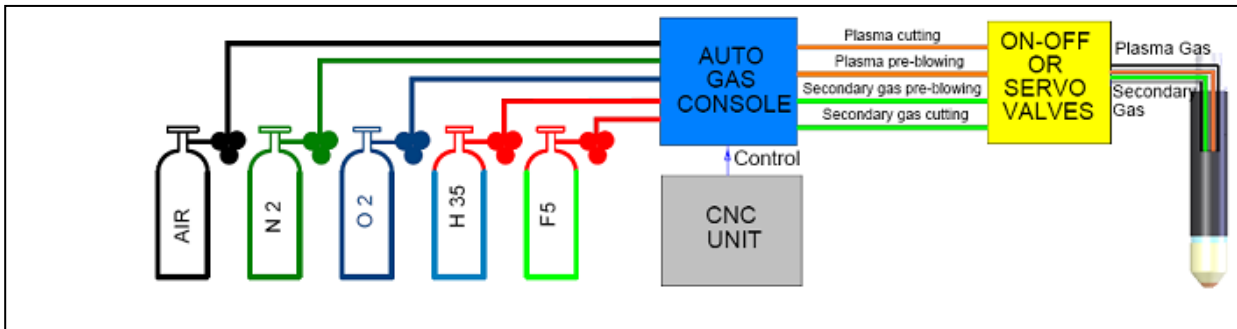 AIR
N 2
O 2
H 35
F5
AUTO
GAS
CONSOLE
Control
CNC
UNIT
Plasma cutting
Plasma pre-blowing
Secondary gas pre-blowing
Secondary gas cutting
ON-OFF
OR
SERVO
VALVES
Plasma Gas
Secondary
Gas